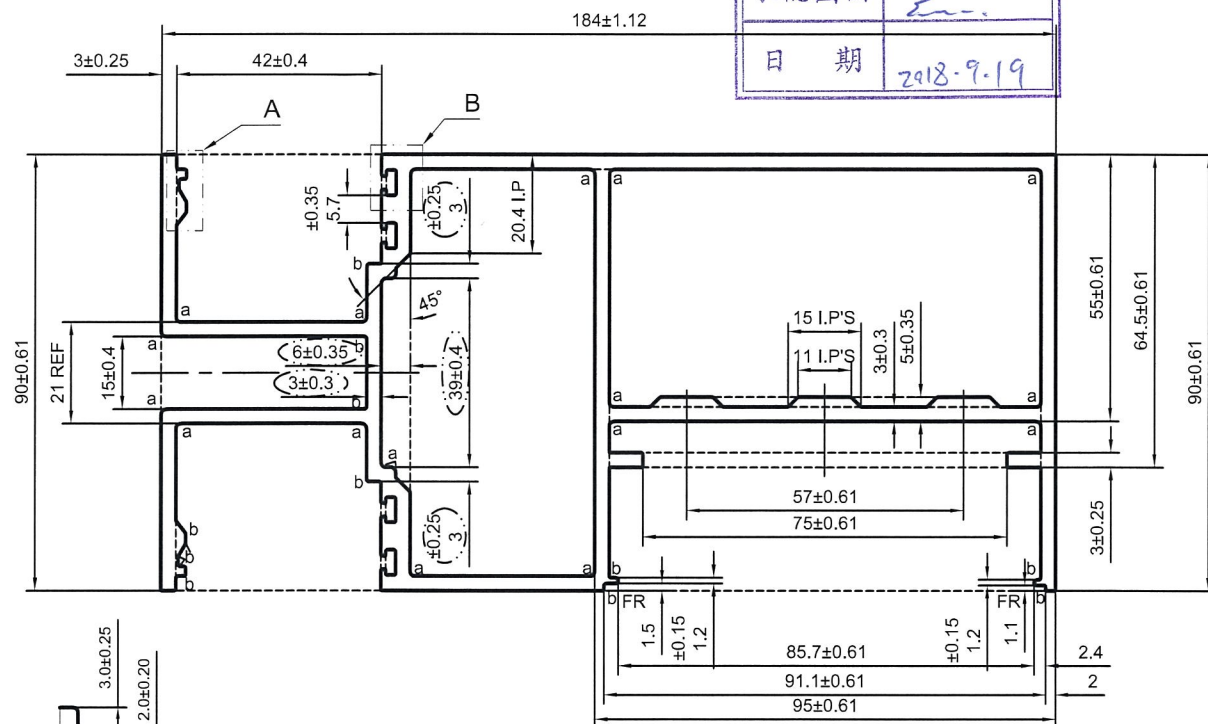 184±1.12
日 期
2018.9.19
3±0.25
42±0.4
A
B
a
a
a
±0.35
5.7
±0.25
3
20.4 I.P
b
45°
a
a
90±0.61
21 REF
15±0.4
a
a
6±0.35
3±0.3
b
b
39±0.4
15 I.P'S
11 I.P'S
3±0.3
5±0.35
55±0.61
64.5±0.61
90±0.61
a
a
a
a
a
a
a
b
57±0.61
75±0.61
3±0.25
±0.25
3
b
b
b
a
a
b
b
FR
b
FR
b
1.5
±0.15
1.2
±0.15
1.2
1.1
85.7±0.61
2.4
91.1±0.61
2
95±0.61
3.0±0.25
2.0±0.20